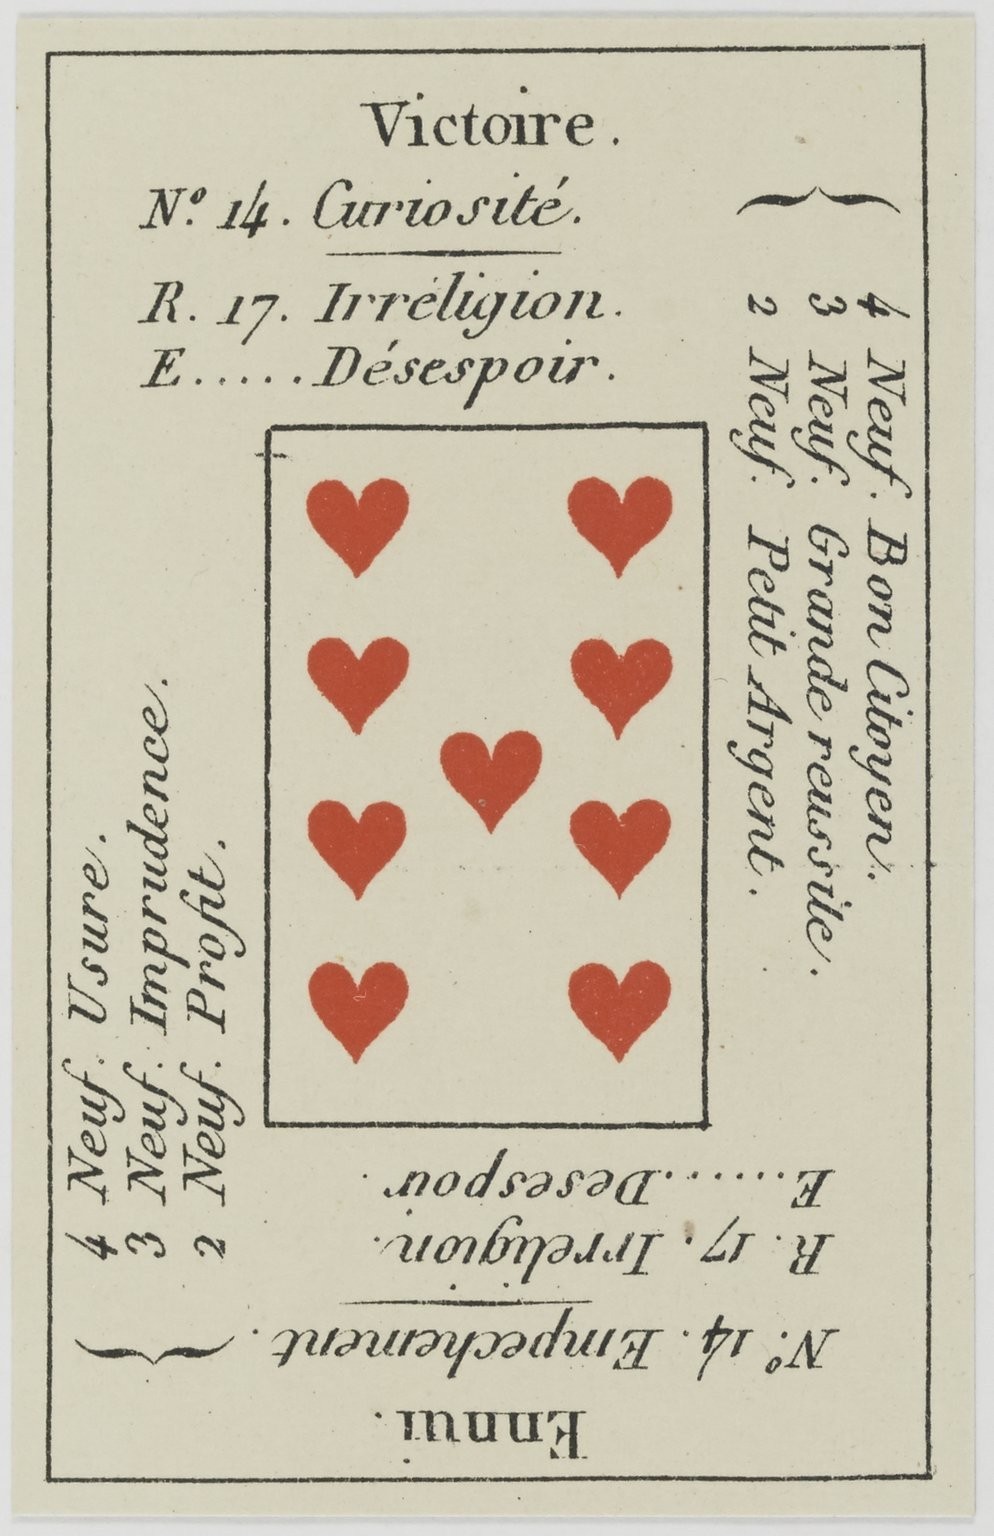 Victoire.
N.º 14. Curiosité.
R. 17. Irréligion.
E.....Désespoir.
4 Neuf. Bon Citoyen.
3 Neuf. Grande reussite.
2 Neuf. Petit Argent.
4 Neuf. Usure.
3 Neuf. Imprudence.
2 Neuf. Profit.
Ennui.
N.º 14. Empechement.
R. 17. Irreligion.
E......Desespoir.